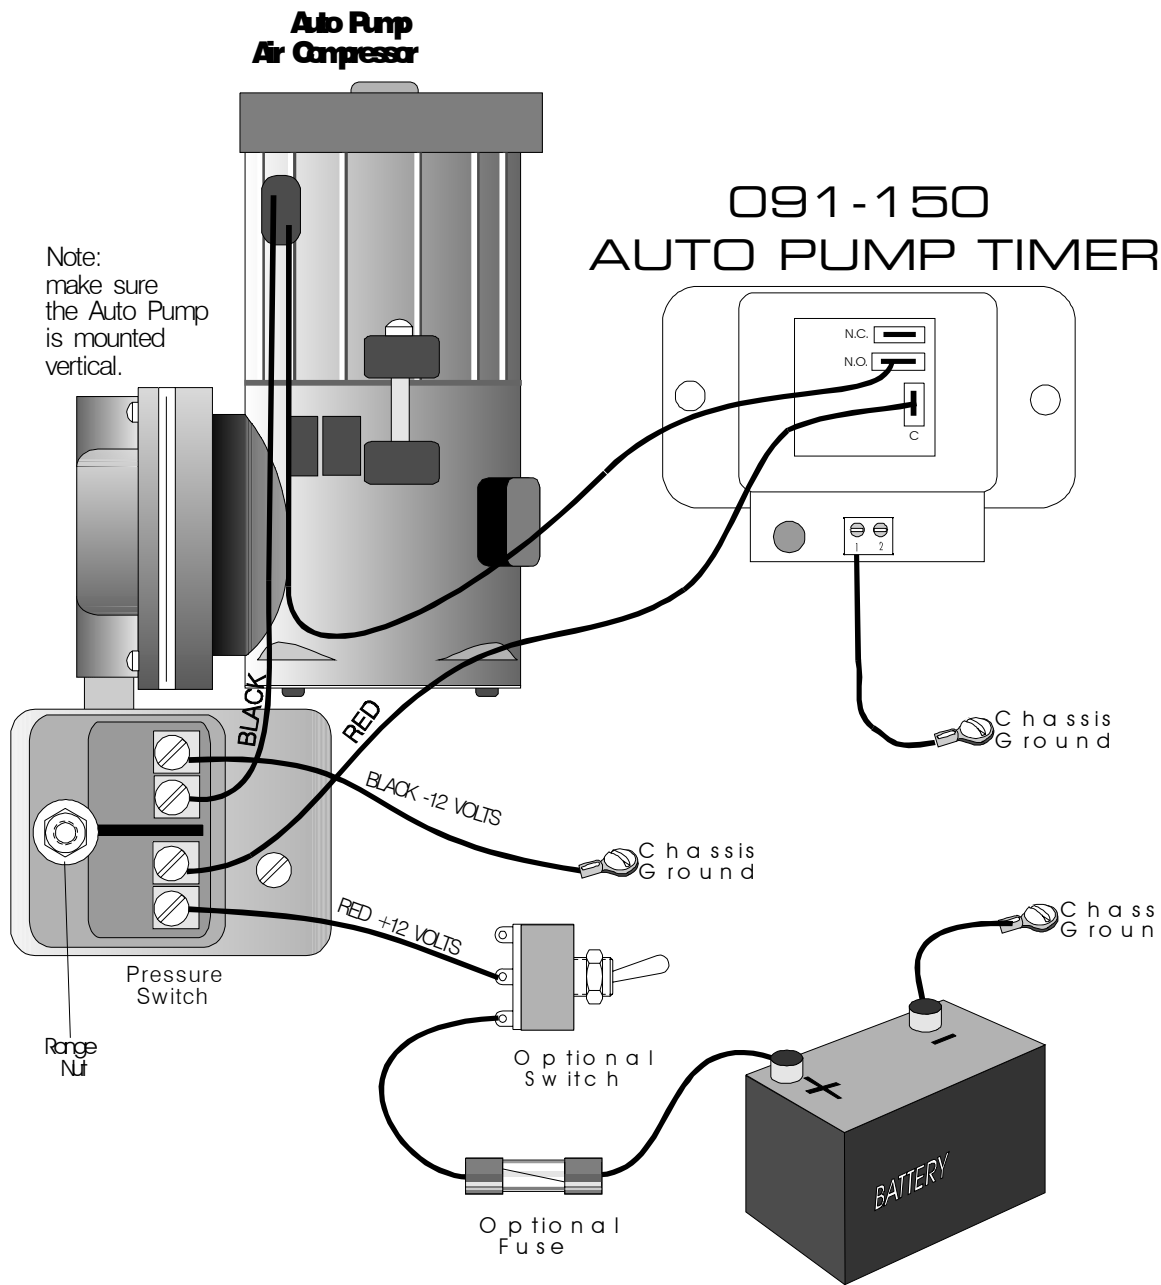 Auto Pump
Air Compressor
091-150
AUTO PUMP TIMER
Note:
make sure
the Auto Pump
is mounted
vertical.
N.C.
N.O.
C
1 2
BLACK
RED
Chassis
Ground
BLACK -12 VOLTS
Chassis
Ground
RED +12 VOLTS
Chass
Groun
Pressure
Switch
Range
Nut
Optional
Switch
+ -
BATTERY
Optional
Fuse